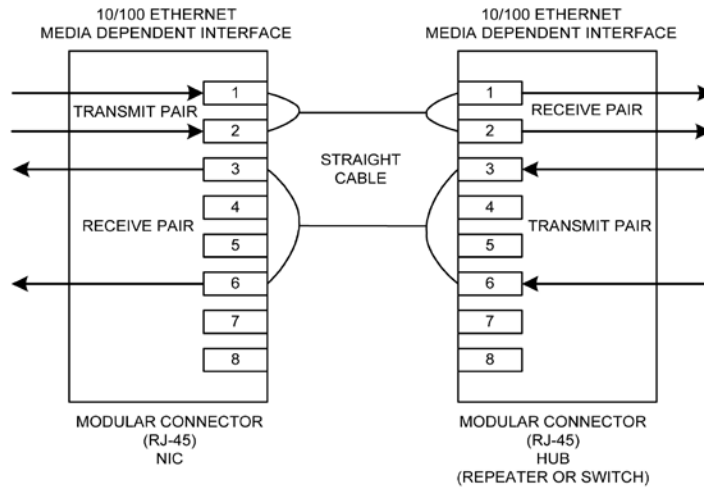 10/100 ETHERNET
MEDIA DEPENDENT INTERFACE
10/100 ETHERNET
MEDIA DEPENDENT INTERFACE
1
TRANSMIT PAIR
2
3
4
RECEIVE PAIR
5
6
7
8
STRAIGHT
CABLE
1
RECEIVE PAIR
2
3
4
TRANSMIT PAIR
5
6
7
8
MODULAR CONNECTOR
(RJ-45)
NIC
MODULAR CONNECTOR
(RJ-45)
HUB
(REPEATER OR SWITCH)